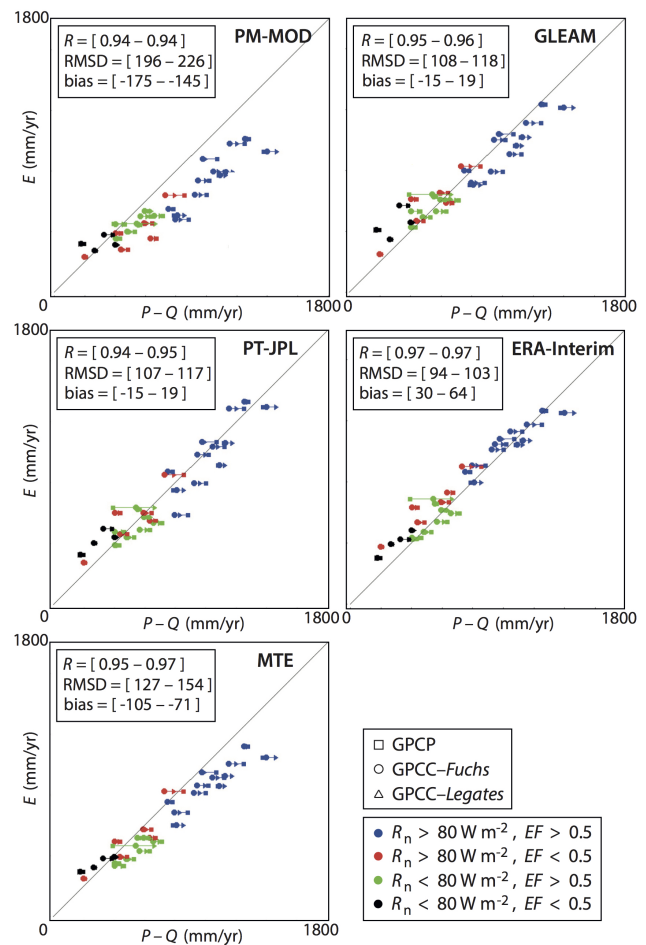 1800
R = [ 0.94 – 0.94 ]
RMSD = [ 196 – 226 ]
bias = [ -175 – -145 ]
PM-MOD
E (mm/yr)
0
P – Q (mm/yr)
1800
R = [ 0.95 – 0.96 ]
RMSD = [ 108 – 118 ]
bias = [ -15 – 19 ]
GLEAM
0
P – Q (mm/yr)
1800
1800
R = [ 0.94 – 0.95 ]
RMSD = [ 107 – 117 ]
bias = [ -15 – 19 ]
PT-JPL
E (mm/yr)
0
P – Q (mm/yr)
1800
R = [ 0.97 – 0.97 ]
RMSD = [ 94 – 103 ]
bias = [ 30 – 64 ]
ERA-Interim
0
P – Q (mm/yr)
1800
1800
R = [ 0.95 – 0.97 ]
RMSD = [ 127 – 154 ]
bias = [ -105 – -71 ]
MTE
E (mm/yr)
0
P – Q (mm/yr)
1800
GPCP
GPCC–Fuchs
GPCC–Legates
Rn > 80 W m-2 , EF > 0.5
Rn > 80 W m-2 , EF < 0.5
Rn < 80 W m-2 , EF > 0.5
Rn < 80 W m-2 , EF < 0.5